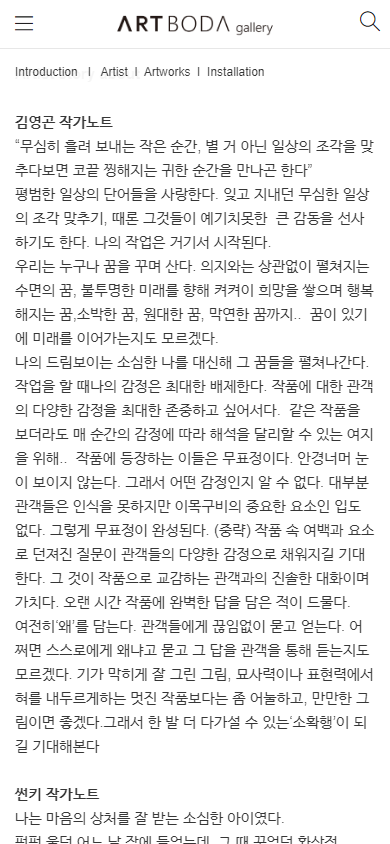 ARTBODA gallery
Introduction I Artist I Artworks I Installation
김영곤 작가노트
“무심히 흘려 보내는 작은 순간, 별 거 아닌 일상의 조각을 맞
추다보면 코끝 찡해지는 귀한 순간을 만나곤 한다”
평범한 일상의 단어들을 사랑한다. 잊고 지내던 무심한 일상
의 조각 맞추기, 때론 그것들이 예기치못한  큰 감동을 선사
하기도 한다. 나의 작업은 거기서 시작된다.
우리는 누구나 꿈을 꾸며 산다. 의지와는 상관없이 펼쳐지는
수면의 꿈, 불투명한 미래를 향해 켜켜이 희망을 쌓으며 행복
해지는 꿈,소박한 꿈, 원대한 꿈, 막연한 꿈까지..  꿈이 있기
에 미래를 이어가는지도 모르겠다.
나의 드림보이는 소심한 나를 대신해 그 꿈들을 펼쳐나간다.
작업을 할 때나의 감정은 최대한 배제한다. 작품에 대한 관객
의 다양한 감정을 최대한 존중하고 싶어서다.  같은 작품을
보더라도 매 순간의 감정에 따라 해석을 달리할 수 있는 여지
을 위해..  작품에 등장하는 이들은 무표정이다. 안경너머 눈
이 보이지 않는다. 그래서 어떤 감정인지 알 수 없다. 대부분
관객들은 인식을 못하지만 이목구비의 중요한 요소인 입도
없다. 그렇게 무표정이 완성된다. (중략) 작품 속 여백과 요소
로 던져진 질문이 관객들의 다양한 감정으로 채워지길 기대
한다. 그 것이 작품으로 교감하는 관객과의 진솔한 대화이며
가치다. 오랜 시간 작품에 완벽한 답을 담은 적이 드물다.
여전히‘왜’를 담는다. 관객들에게 끊임없이 묻고 얻는다. 어
쩌면 스스로에게 왜냐고 묻고 그 답을 관객을 통해 듣는지도
모르겠다. 기가 막히게 잘 그린 그림, 묘사력이나 표현력에서
혀를 내두르게하는 멋진 작품보다는 좀 어눌하고, 만만한 그
림이면 좋겠다.그래서 한 발 더 다가설 수 있는‘소확행’이 되
길 기대해본다
썬키 작가노트
나는 마음의 상처를 잘 받는 소심한 아이였다.
펑펑 울던 어느 날 잠에 들었는데, 그 때 꾸었던 환상적